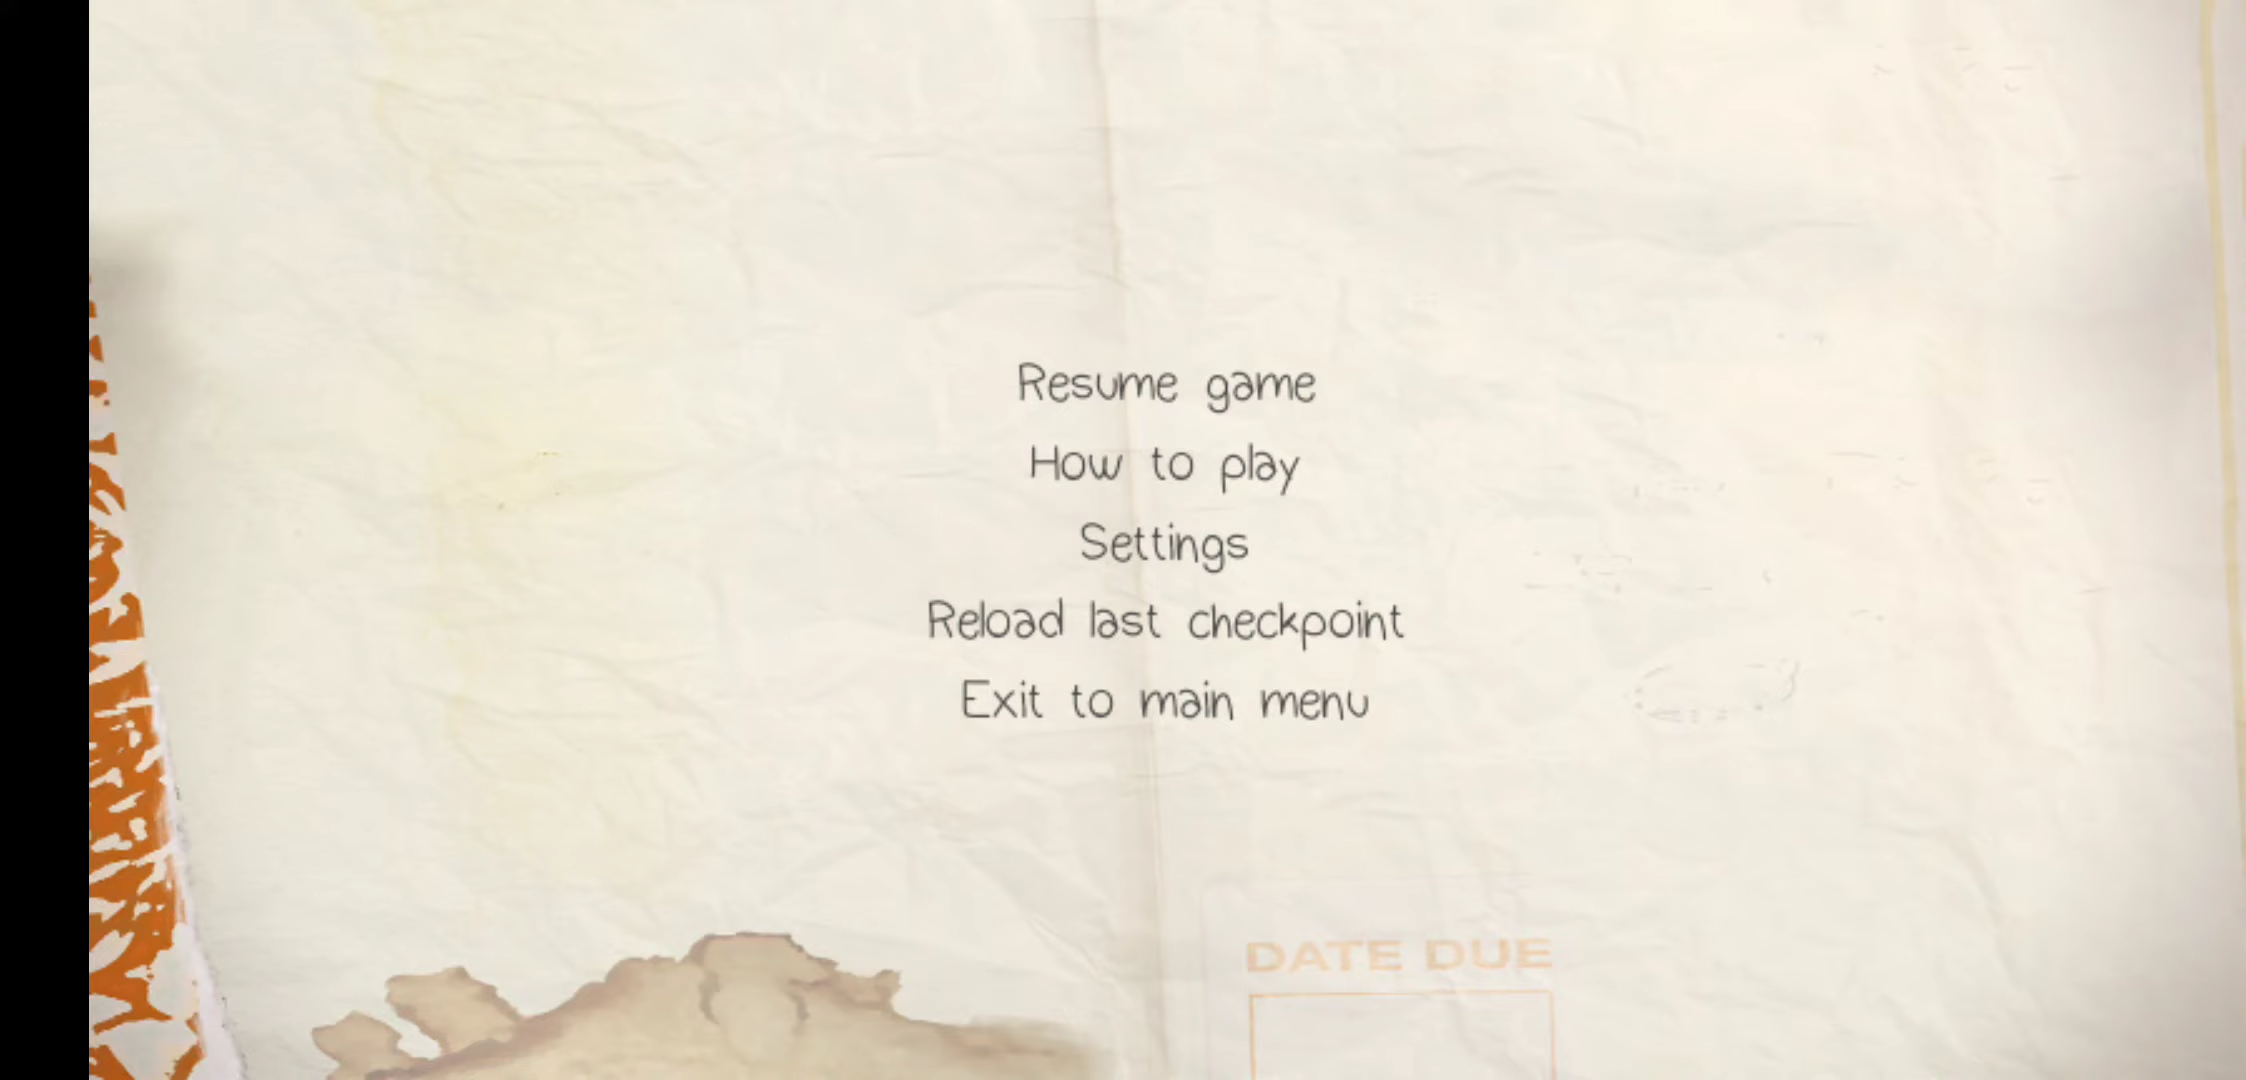 Resume game
How to play
Settings
Reload last checkpoint
Exit to main menu
DATE DUE